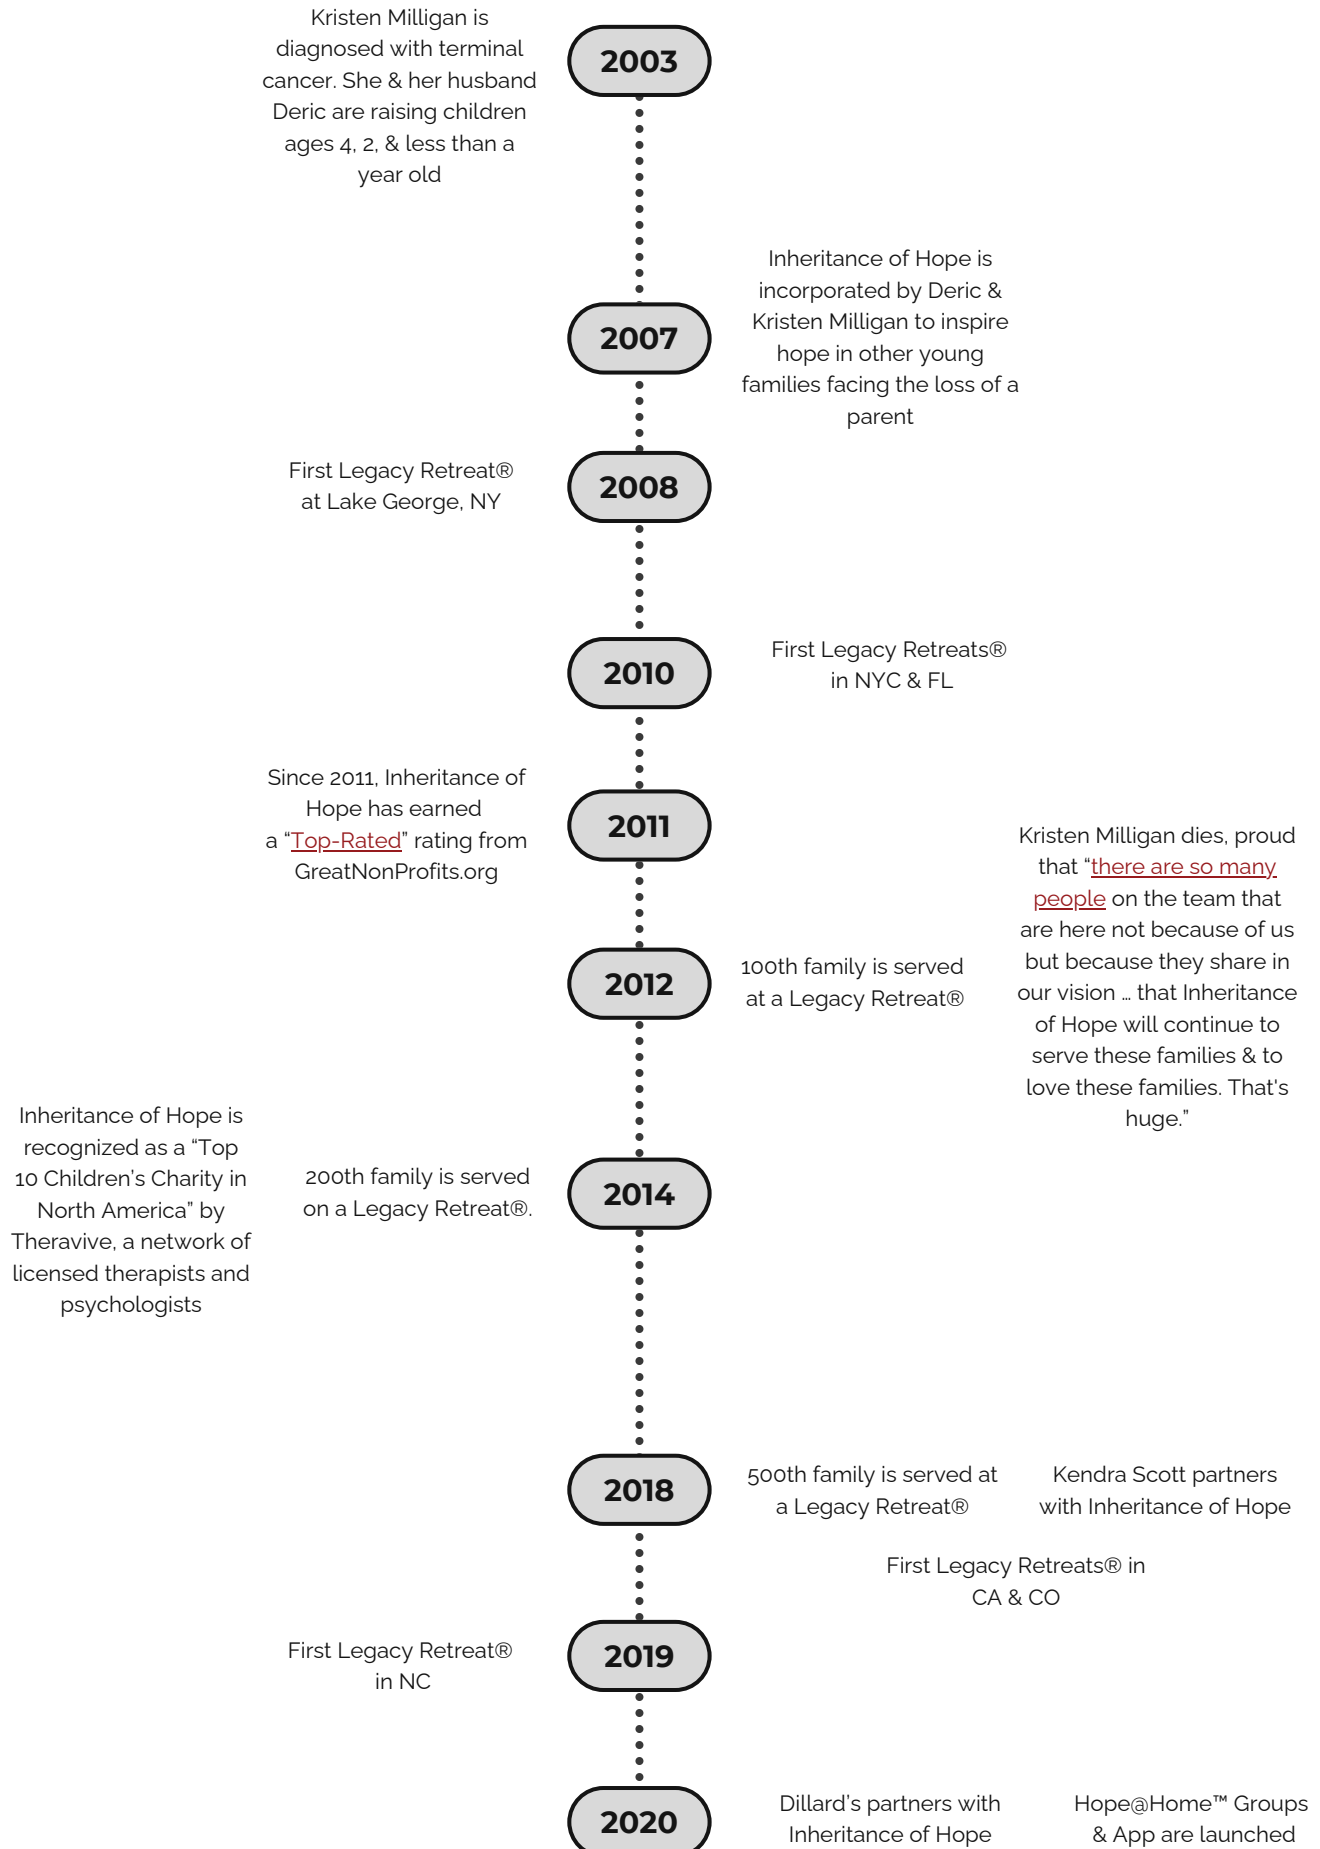 2003
Kristen Milligan is
diagnosed with terminal
cancer. She & her husband
Deric are raising children
ages 4, 2, & less than a
year old
2007
Inheritance of Hope is
incorporated by Deric &
Kristen Milligan to inspire
hope in other young
families facing the loss of a
parent
2008
First Legacy Retreat®
at Lake George, NY
2010
First Legacy Retreats®
in NYC & FL
2011
Since 2011, Inheritance of
Hope has earned
a “Top-Rated” rating from
GreatNonProfits.org
2012
100th family is served
at a Legacy Retreat®
Kristen Milligan dies, proud
that “there are so many
people on the team that
are here not because of us
but because they share in
our vision … that Inheritance
of Hope will continue to
serve these families & to
love these families. That's
huge.”
2014
Inheritance of Hope is
recognized as a “Top
10 Children’s Charity in
North America” by
Theravive, a network of
licensed therapists and
psychologists
200th family is served
on a Legacy Retreat®.
2018
500th family is served at
a Legacy Retreat®
Kendra Scott partners
with Inheritance of Hope
First Legacy Retreats® in
CA & CO
2019
First Legacy Retreat®
in NC
2020
Dillard’s partners with
Inheritance of Hope
Hope@Home™ Groups
& App are launched